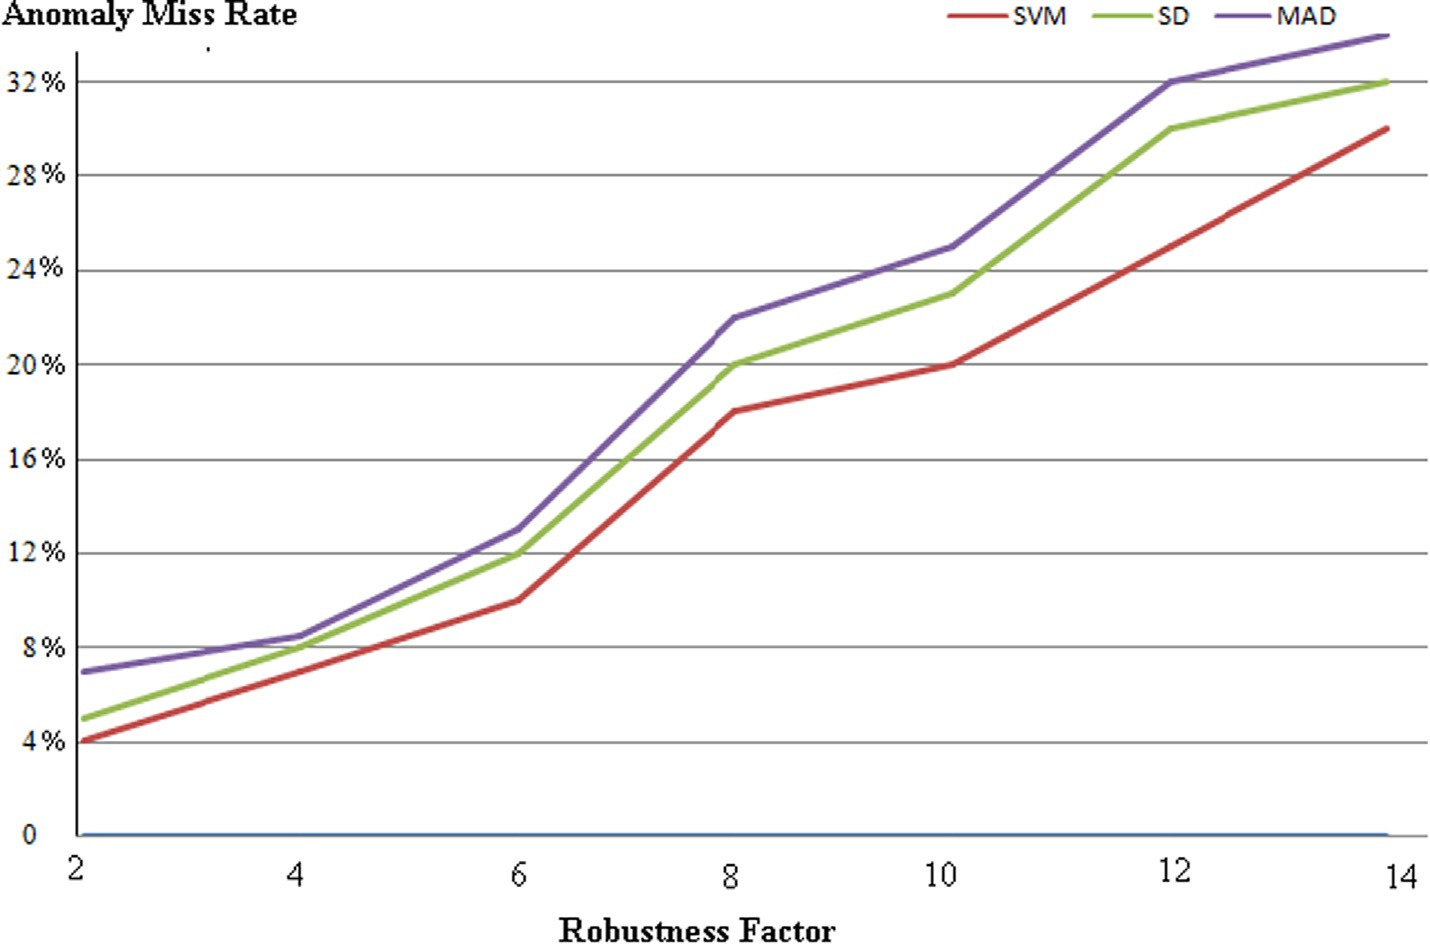 Anomaly Miss Rate
SVM SD MAD
32%
28%
24%
20%
16%
12%
8%
4%
0
2 4 6 8 10 12 14
Robustness Factor